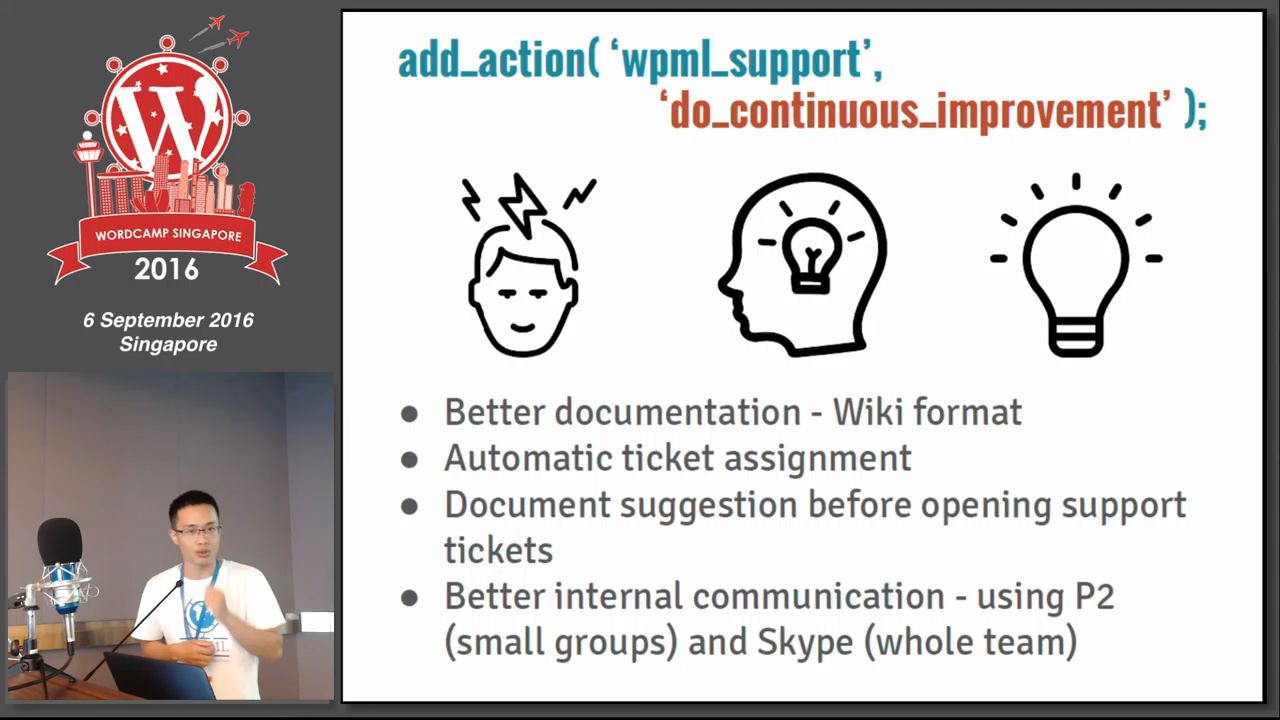 WORDCAMP SINGAPORE
2016
6 September 2016
Singapore
add_action( ‘wpml_support’,
‘do_continuous_improvement’ );
● Better documentation - Wiki format
● Automatic ticket assignment
● Document suggestion before opening support
tickets
● Better internal communication - using P2
(small groups) and Skype (whole team)